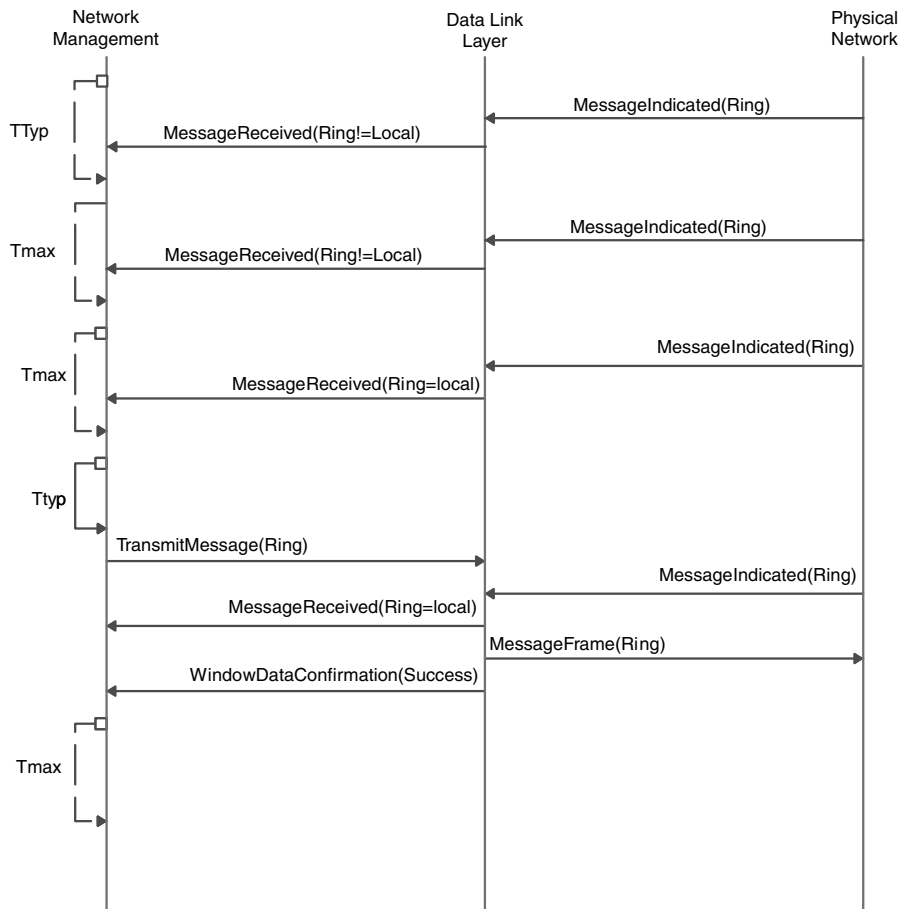 Network
Management
Data Link
Layer
Physical
Network
MessageIndicated(Ring)
TTyp
MessageReceived(Ring!=Local)
MessageIndicated(Ring)
Tmax
MessageReceived(Ring!=Local)
MessageIndicated(Ring)
Tmax
MessageReceived(Ring=local)
Ttyp
TransmitMessage(Ring)
MessageIndicated(Ring)
MessageReceived(Ring=local)
MessageFrame(Ring)
WindowDataConfirmation(Success)
Tmax